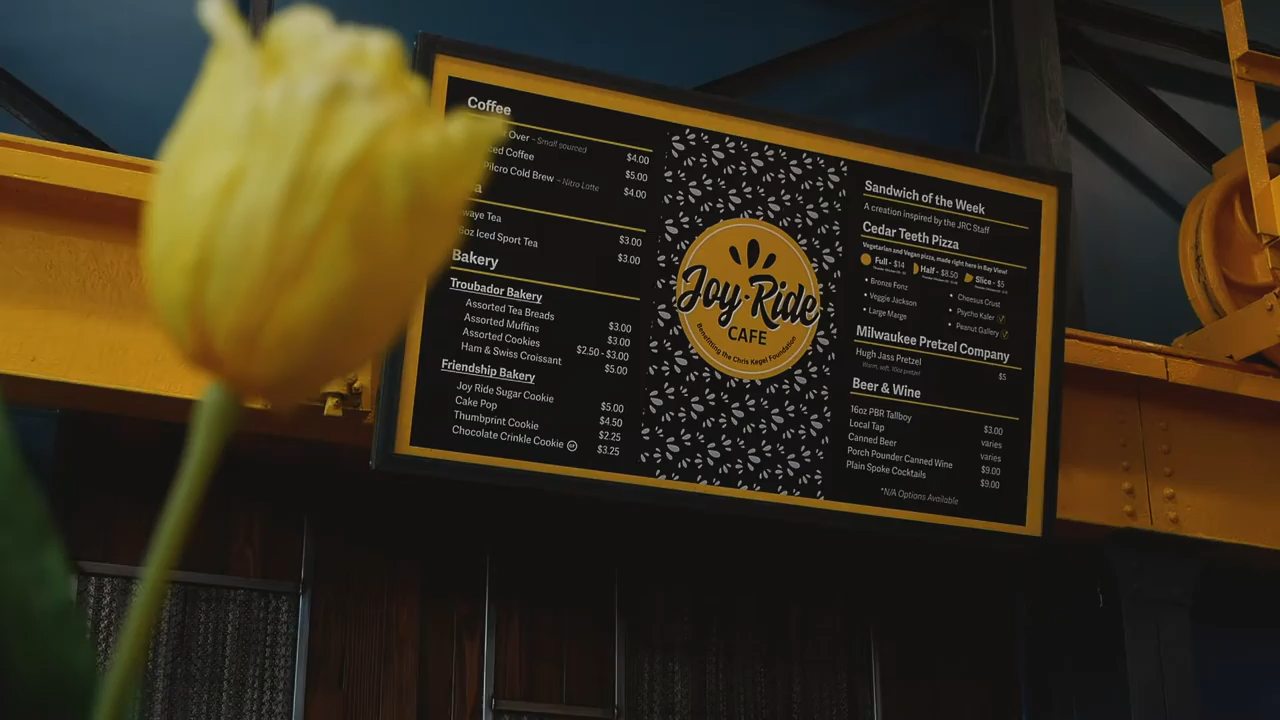 Coffee
Over - Small sourced $4.00
ced Coffee $5.00
Pilcro Cold Brew - Nitro Latte $4.00
a
waye Tea $3.00
8oz Iced Sport Tea $3.00
Bakery
Troubador Bakery
Assorted Tea Breads $3.00
Assorted Muffins $3.00
Assorted Cookies $2.50 - $3.00
Ham & Swiss Croissant $5.00
Friendship Bakery
Joy Ride Sugar Cookie $5.00
Cake Pop $4.50
Thumbprint Cookie $2.25
Chocolate Crinkle Cookie GF $3.25
Joy·Ride
CAFE
Benefitting the Chris Kegel Foundation
Sandwich of the Week
A creation inspired by the JRC Staff
Cedar Teeth Pizza
Vegetarian and Vegan pizza, made right here in Bay View!
Full - $14 Half - $8.50 Slice - $5
• Bronze Fonz
• Veggie Jackson
• Large Marge
• Cheesus Crust
• Psycho Kaler
• Peanut Gallery
Milwaukee Pretzel Company
Hugh Jass Pretzel $5
Warm, soft, 10oz pretzel
Beer & Wine
16oz PBR Tallboy $3.00
Local Tap varies
Canned Beer varies
Porch Pounder Canned Wine $9.00
Plain Spoke Cocktails $9.00
*N/A Options Available